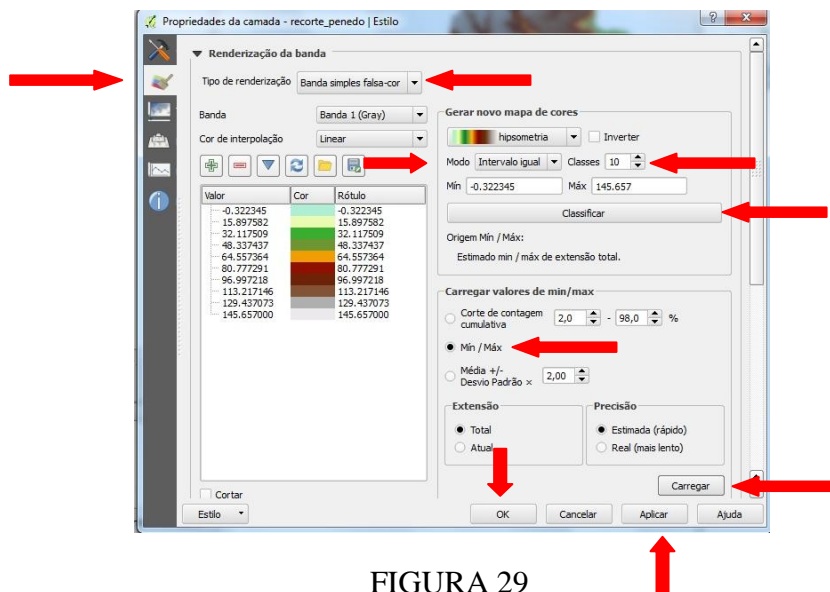 Propriedades da camada - recorte_penedo | Estilo
Renderização da banda
Tipo de renderização Banda simples falsa-cor
Banda Banda 1 (Gray)
Cor de interpolação Linear
Valor Cor Rótulo
-0.322345 -0.322345
15.897582 15.897582
32.117509 32.117509
48.337437 48.337437
64.557364 64.557364
80.777291 80.777291
96.997218 96.997218
113.217146 113.217146
129.437073 129.437073
145.657000 145.657000
Cortar
Gerar novo mapa de cores
hipsometria Inverter
Modo Intervalo igual Classes 10
Mín -0.322345 Máx 145.657
Classificar
Origem Mín / Máx:
Estimado min / máx de extensão total.
Carregar valores de min/max
Corte de contagem
cumulativa 2,0 - 98,0 %
Mín / Máx
Média +/-
Desvio Padrão × 2,00
Extensão
Total
Atual
Precisão
Estimada (rápido)
Real (mais lento)
Carregar
Estilo OK Cancelar Aplicar Ajuda
FIGURA 29